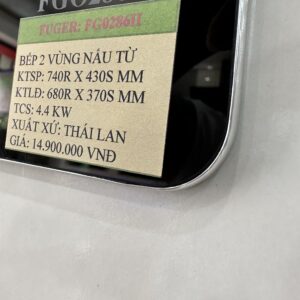 FUGER: FG0286II
BẾP 2 VÙNG NẤU TỪ
KTSP: 740R X 430S MM
KTLĐ: 680R X 370S MM
TCS: 4.4 KW
XUẤT XỨ: THÁI LAN
GIÁ: 14.900.000 VNĐ